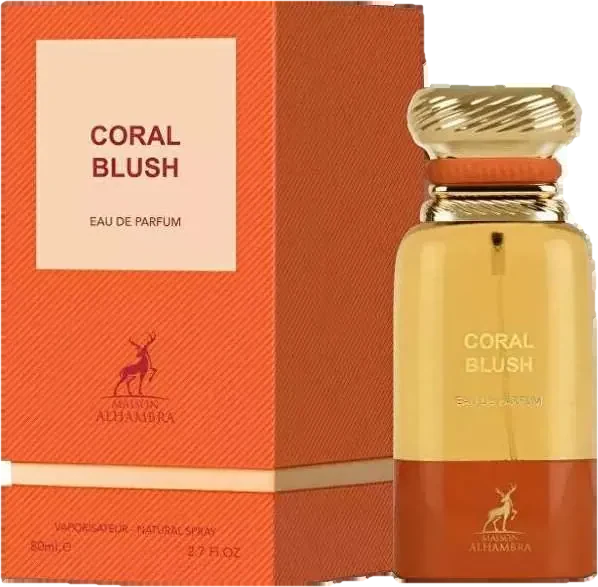 CORAL
BLUSH
EAU DE PARFUM
MAISON
ALHAMBRA
VAPORISATEUR - NATURAL SPRAY
80ml.e
2.7 FL.OZ
CORAL
BLUSH
EAU DE PARFUM
MAISON
ALHAMBRA